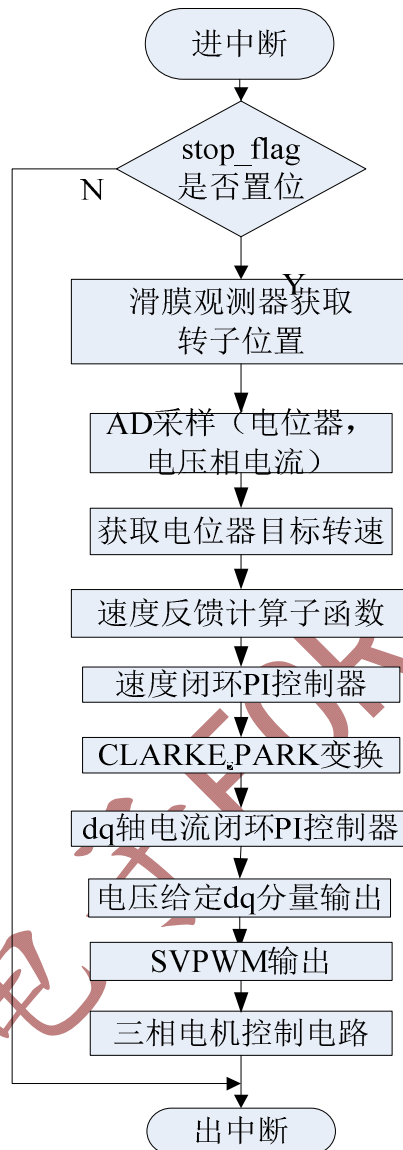 进中断
stop_flag
是否置位
N
Y
滑膜观测器获取
转子位置
AD采样（电位器，
电压相电流）
获取电位器目标转速
速度反馈计算子函数
速度闭环PI控制器
CLARKE,PARK变换
dq轴电流闭环PI控制器
电压给定dq分量输出
SVPWM输出
三相电机控制电路
出中断